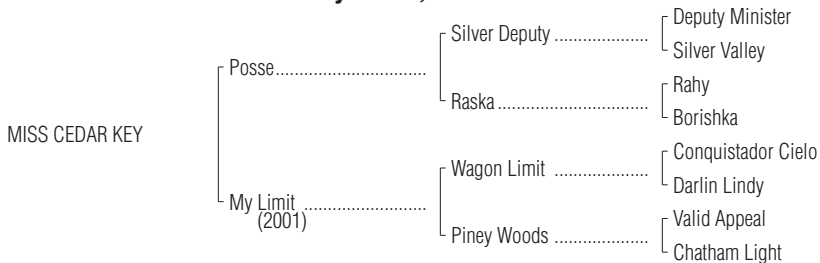 Deputy Minister
Silver Deputy ...................
Silver Valley
Posse................................
Rahy
Raska ...............................
Borishka
MISS CEDAR KEY
Conquistador Cielo
Wagon Limit ...................
Darlin Lindy
My Limit .........................
(2001)
Valid Appeal
Piney Woods ...................
Chatham Light